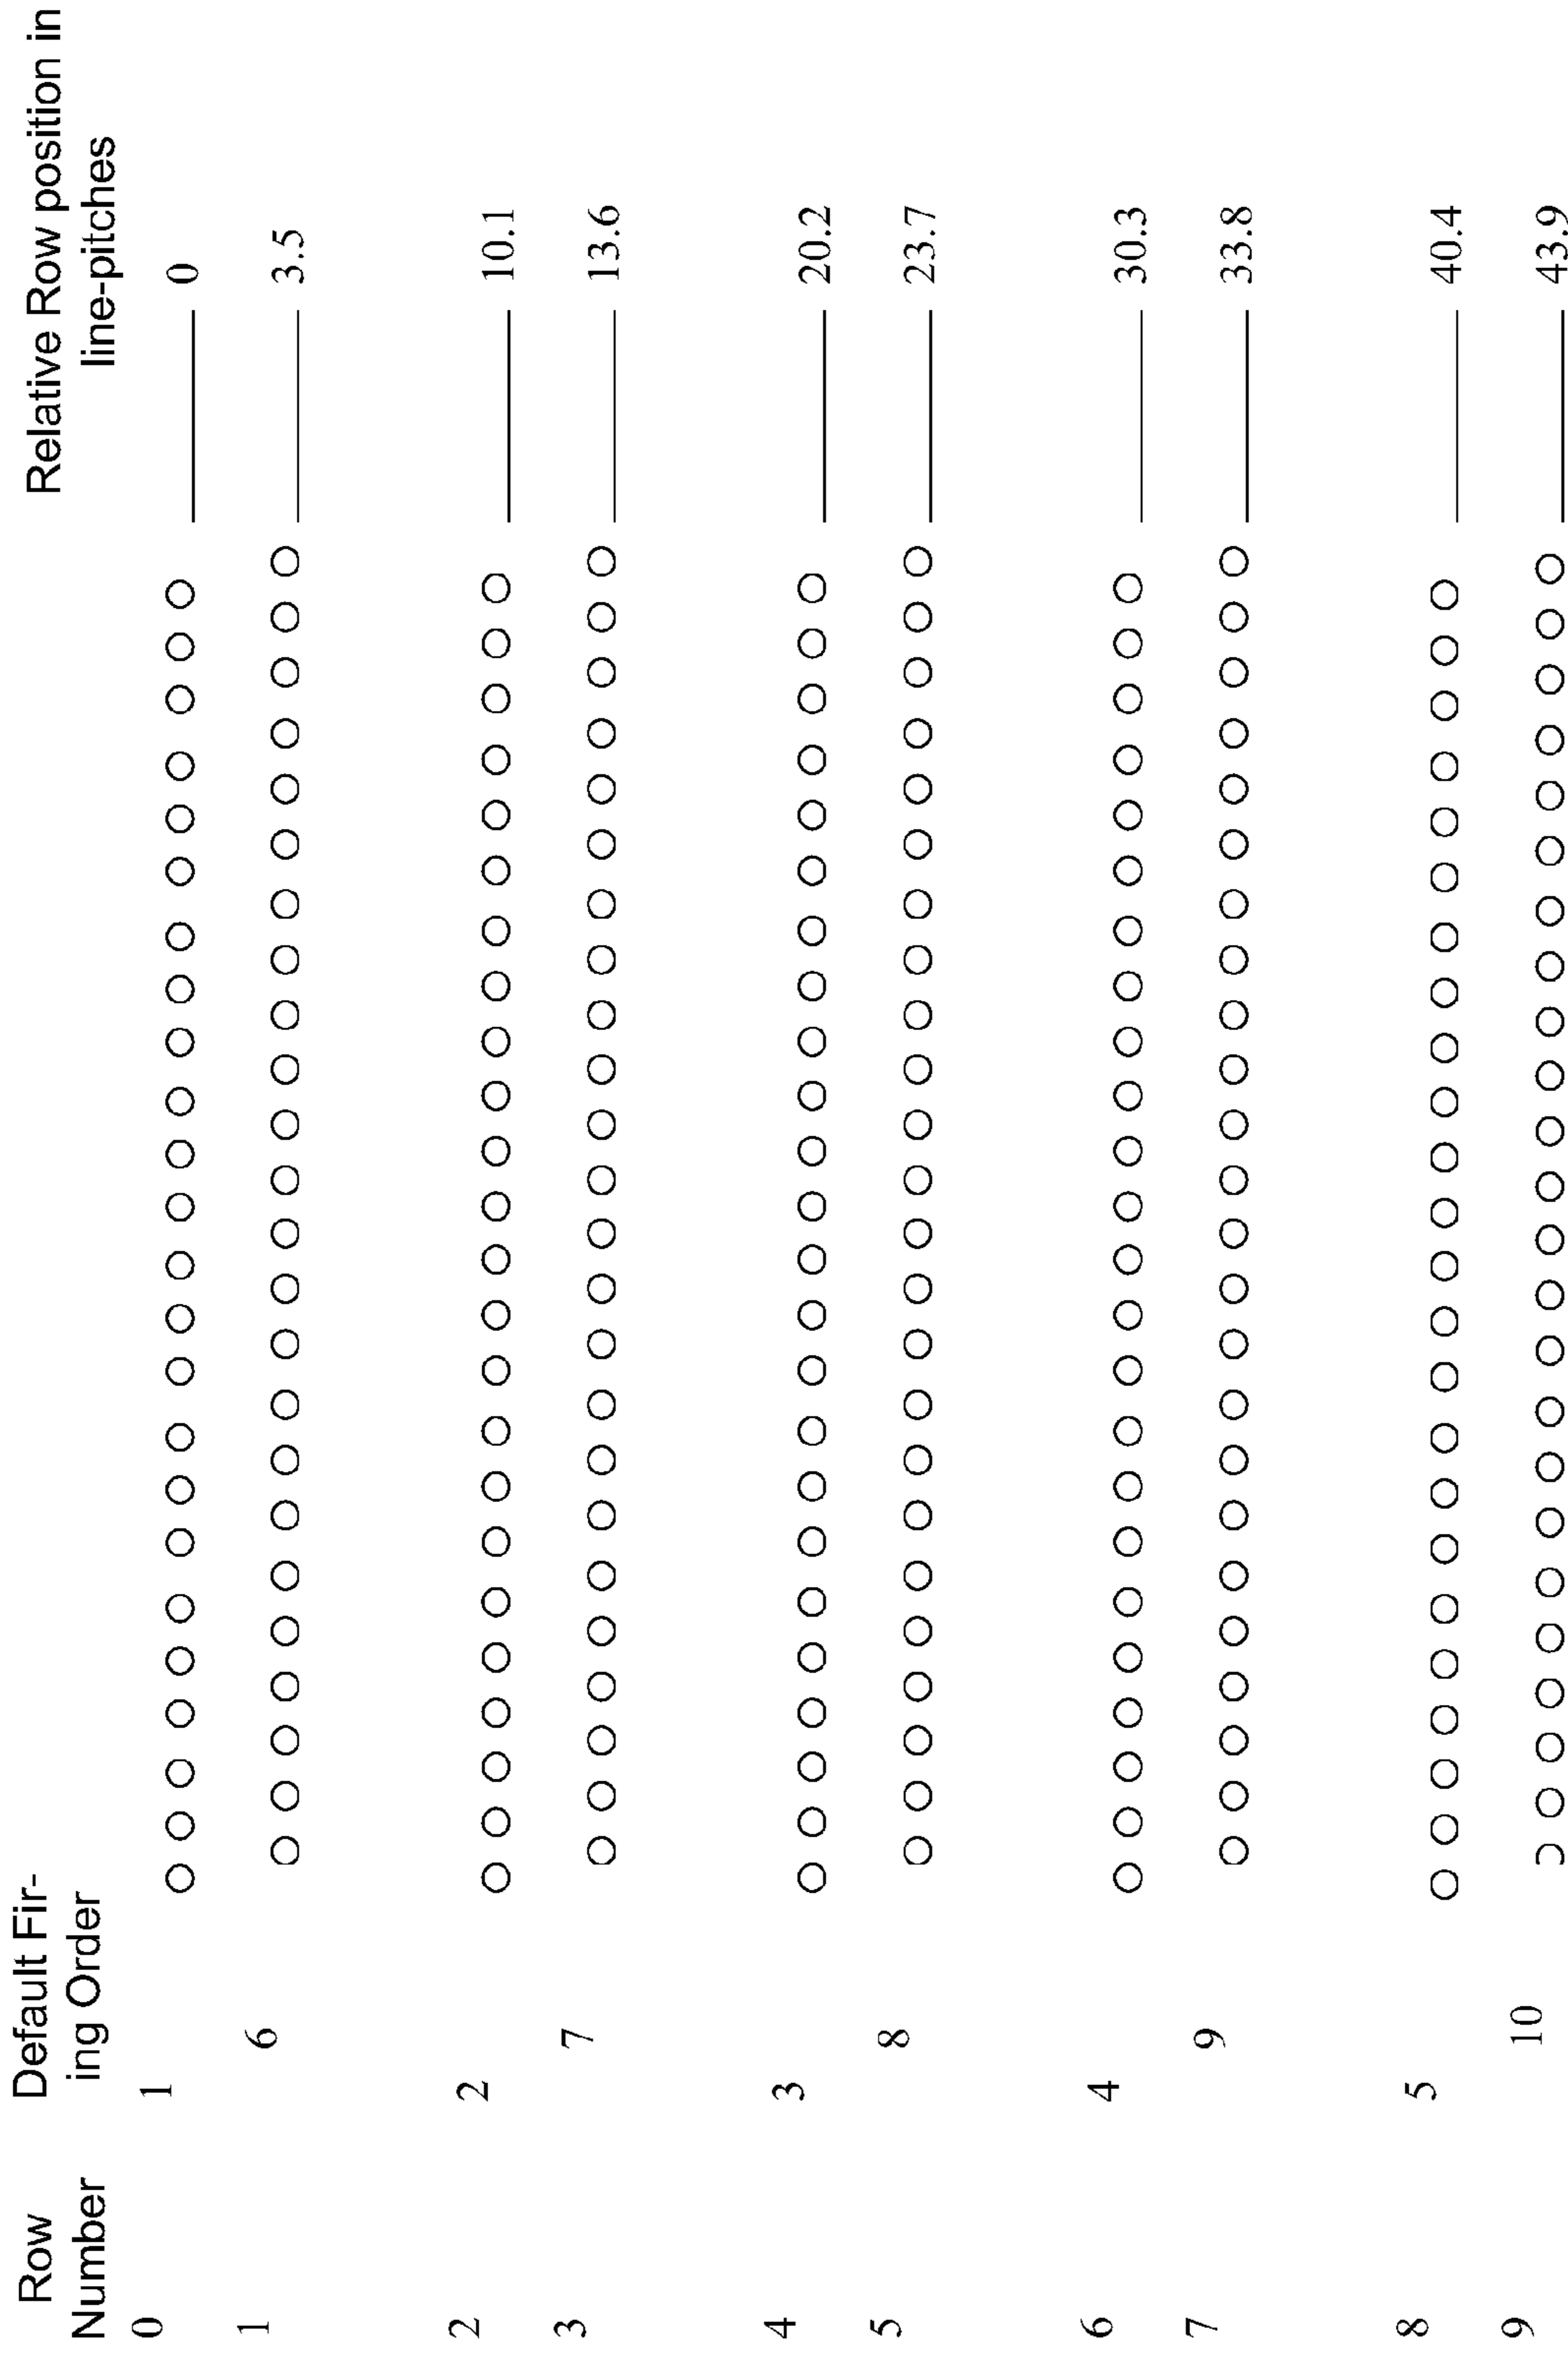 Row
Number
Default Fir-
ing Order
Relative Row position in
line-pitches
0 1 0
1 6 3.5
2 2 10.1
3 7 13.6
4 3 20.2
5 8 23.7
6 4 30.3
7 9 33.8
8 5 40.4
9 10 43.9